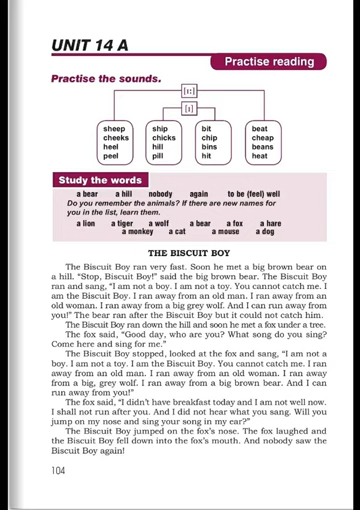 UNIT 14 A
Practise reading
Practise the sounds.
[ɪ:]
[ɪ]
sheep ship bit beat
cheeks chicks chip cheap
heel hill bins beans
peel pill hit heat
Study the words
a bear a hill nobody again to be (feel) well
Do you remember the animals? If there are new names for
you in the list, learn them.
a lion a tiger a wolf a bear a fox a hare
a monkey a cat a mouse a dog
THE BISCUIT BOY
The Biscuit Boy ran very fast. Soon he met a big brown bear on
a hill. “Stop, Biscuit Boy!” said the big brown bear. The Biscuit Boy
ran and sang, “I am not a boy. I am not a toy. You cannot catch me. I
am the Biscuit Boy. I ran away from an old man. I ran away from an
old woman. I ran away from a big grey wolf. And I can run away from
you!” The bear ran after the Biscuit Boy but it could not catch him.
The Biscuit Boy ran down the hill and soon he met a fox under a tree.
The fox said, “Good day, who are you? What song do you sing?
Come here and sing for me.”
The Biscuit Boy stopped, looked at the fox and sang, “I am not a
boy. I am not a toy. I am the Biscuit Boy. You cannot catch me. I ran
away from an old man. I ran away from an old woman. I ran away
from a big, grey wolf. I ran away from a big brown bear. And I can
run away from you!”
The fox said, “I didn’t have breakfast today and I am not well now.
I shall not run after you. And I did not hear what you sang. Will you
jump on my nose and sing your song in my ear?”
The Biscuit Boy jumped on the fox’s nose. The fox laughed and
the Biscuit Boy fell down into the fox’s mouth. And nobody saw the
Biscuit Boy again!
104